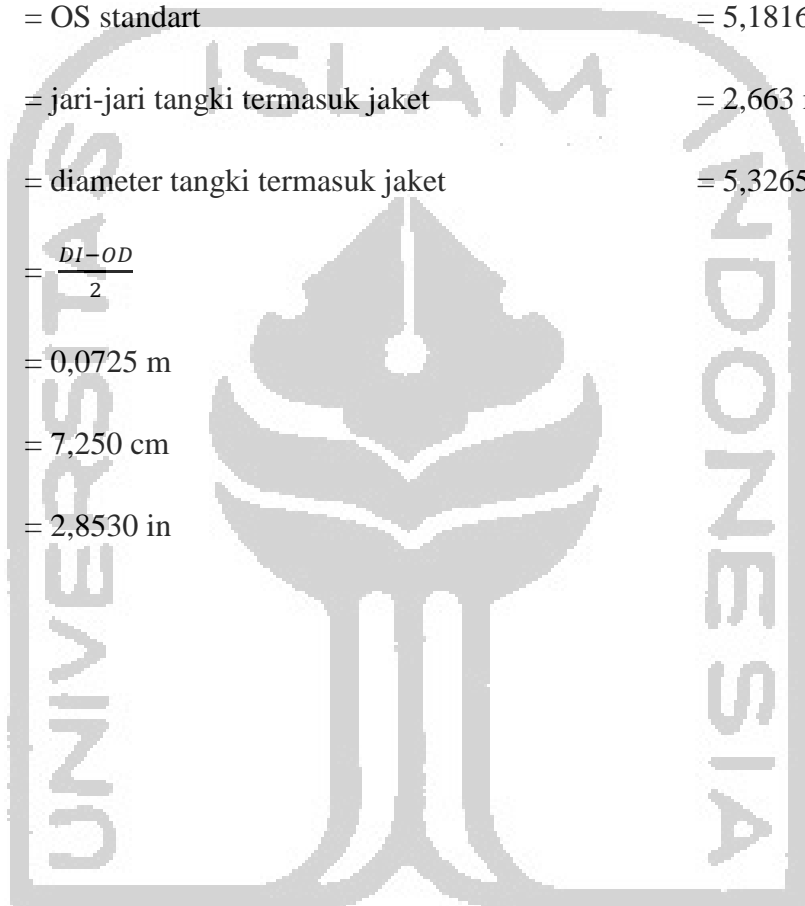 = OS standart = 5,1816
= jari-jari tangki termasuk jaket = 2,663
= diameter tangki termasuk jaket = 5,3265
= \frac{DI-OD}{2}
= 0,0725 m
= 7,250 cm
= 2,8530 in
UNIVERSITAS ISLAM INDONESIA